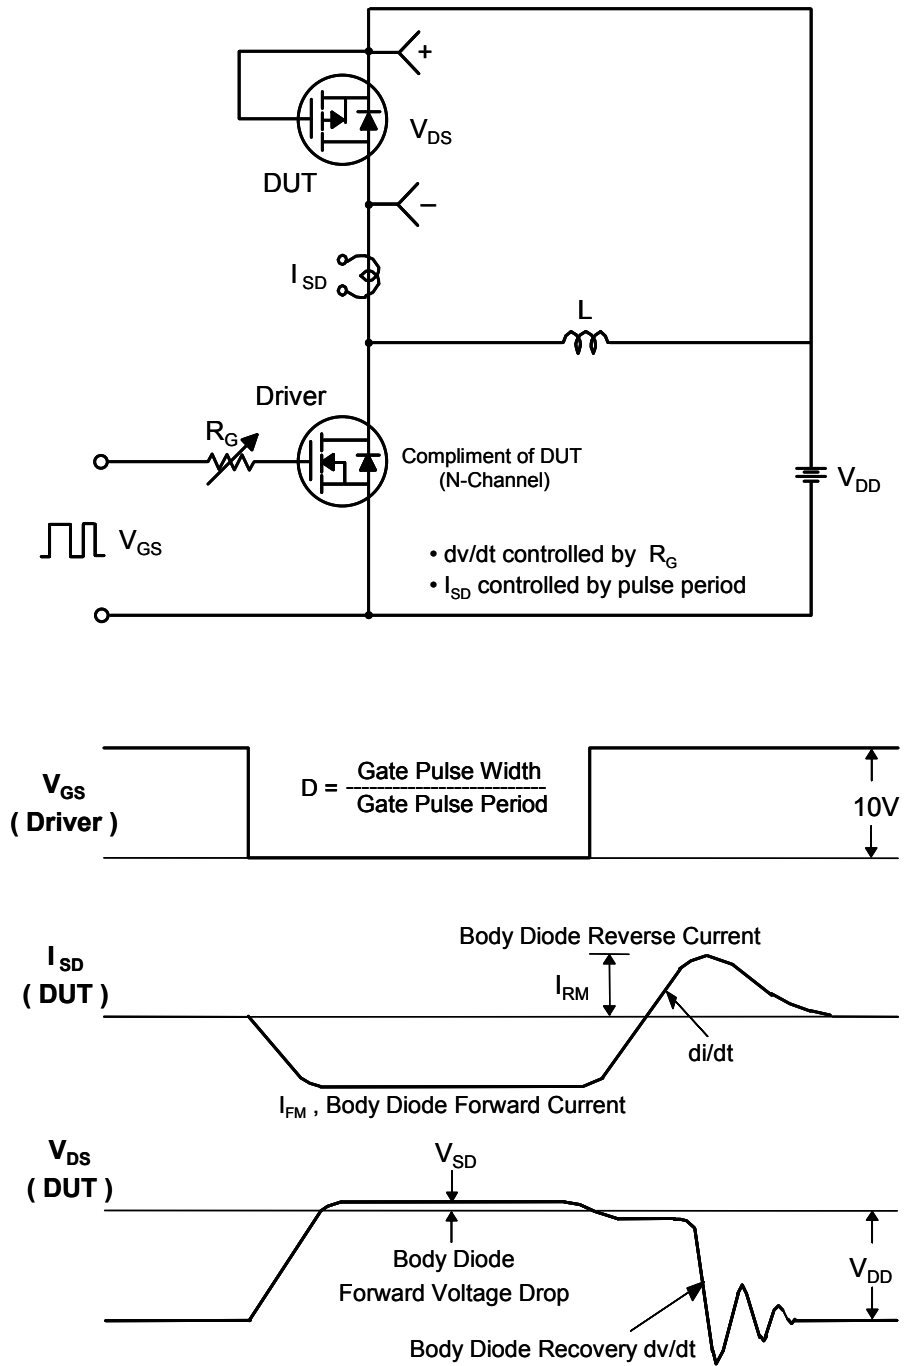 +
V_DS
DUT
–
I_SD
L
Driver
R_G
Compliment of DUT
(N-Channel)
V_DD
V_GS
• dv/dt controlled by R_G
• I_SD controlled by pulse period
V_GS
( Driver )
D = Gate Pulse Width
Gate Pulse Period
10V
I_SD
( DUT )
Body Diode Reverse Current
I_RM
di/dt
I_FM , Body Diode Forward Current
V_DS
( DUT )
V_SD
Body Diode
Forward Voltage Drop
V_DD
Body Diode Recovery dv/dt